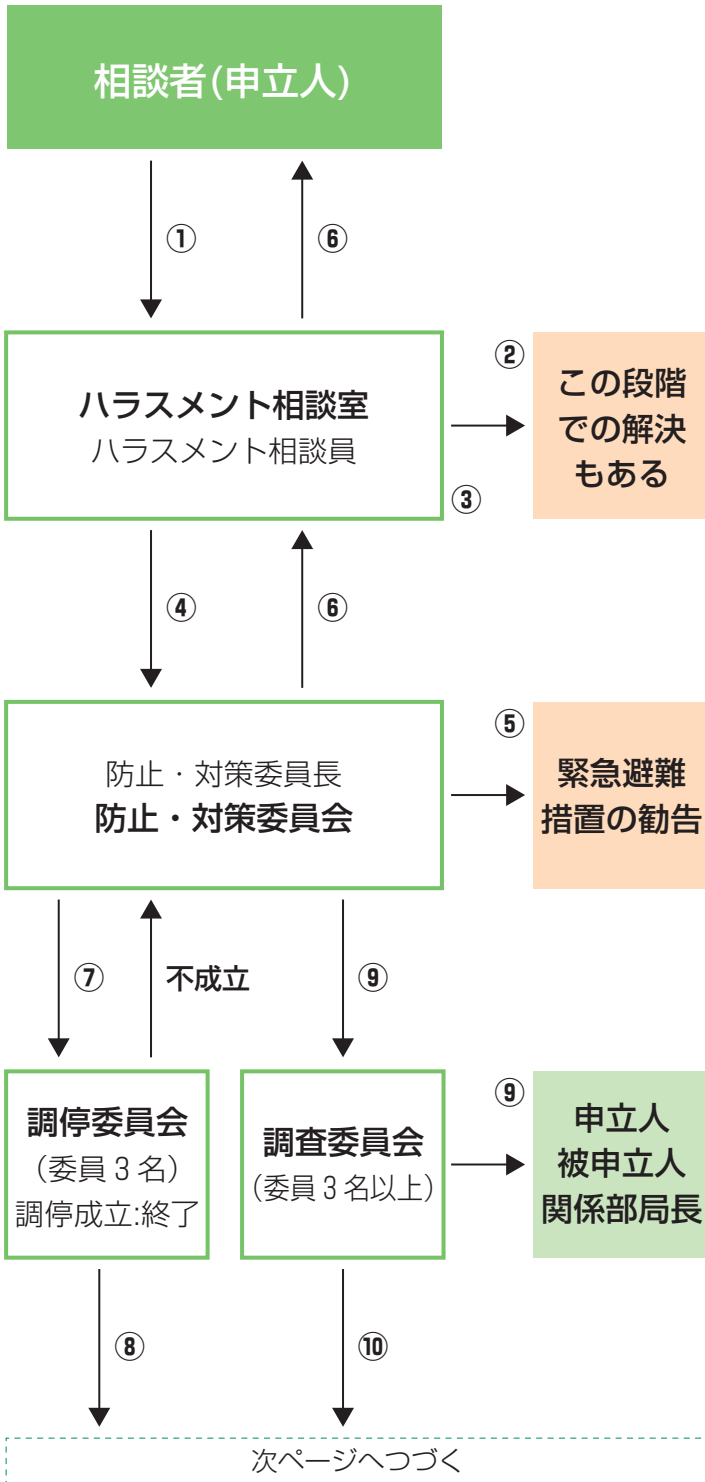 相談者(申立人)
①
⑥
ハラスメント相談室
ハラスメント相談員
②
この段階
での解決
もある
③
④
⑥
防止・対策委員長
防止・対策委員会
⑤
緊急避難
措置の勧告
⑦
不成立
⑨
調停委員会
（委員３名）
調停成立:終了
調査委員会
（委員３名以上）
⑨
申立人
被申立人
関係部局長
⑧
⑩
次ページへつづく